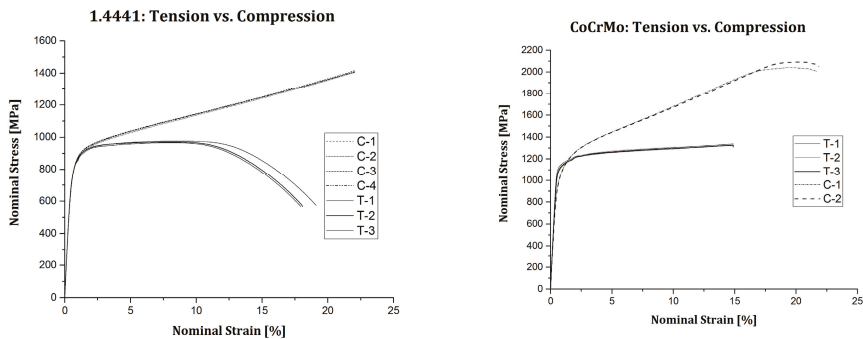 1.4441: Tension vs. Compression
1600
1400
1200
1000
800
600
400
200
0
Nominal Stress [MPa]
C-1
C-2
C-3
C-4
T-1
T-2
T-3
0 5 10 15 20 25
Nominal Strain [%]
CoCrMo: Tension vs. Compression
2200
2000
1800
1600
1400
1200
1000
800
600
400
200
0
Nominal Stress [MPa]
T-1
T-2
T-3
C-1
C-2
0 5 10 15 20 25
Nominal Strain [%]